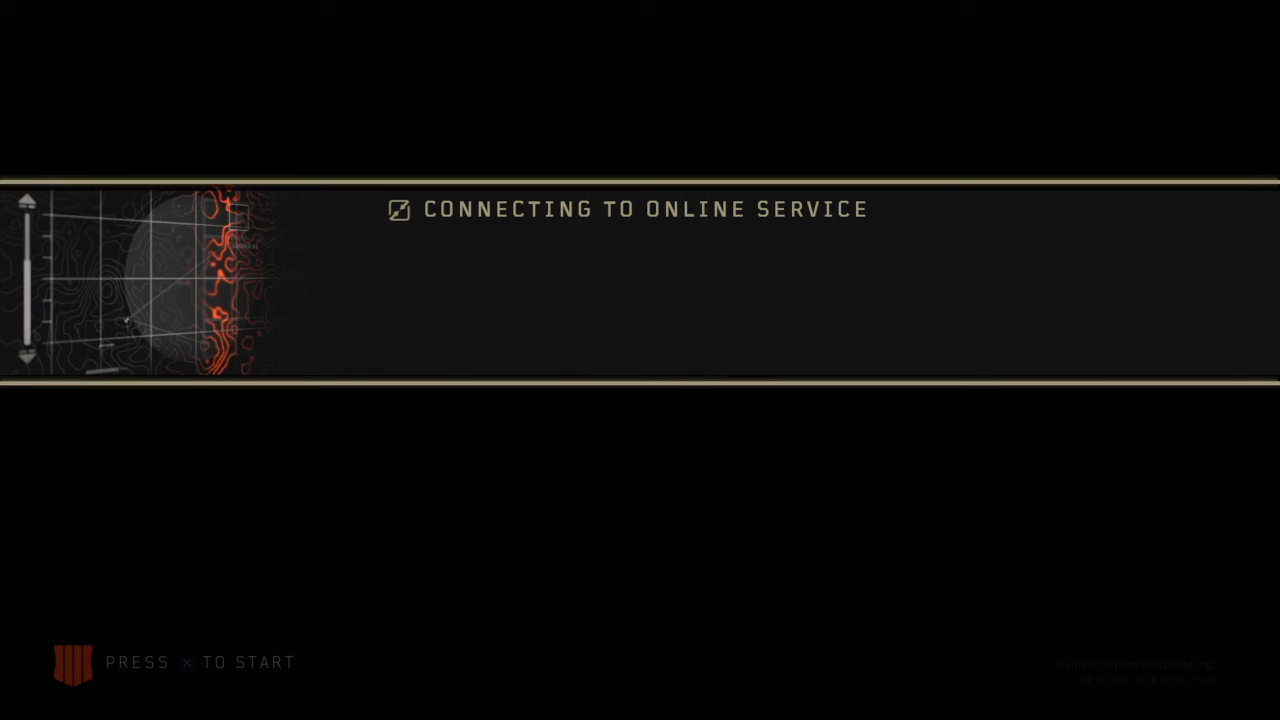 CONNECTING TO ONLINE SERVICE
PRESS ✕ TO START